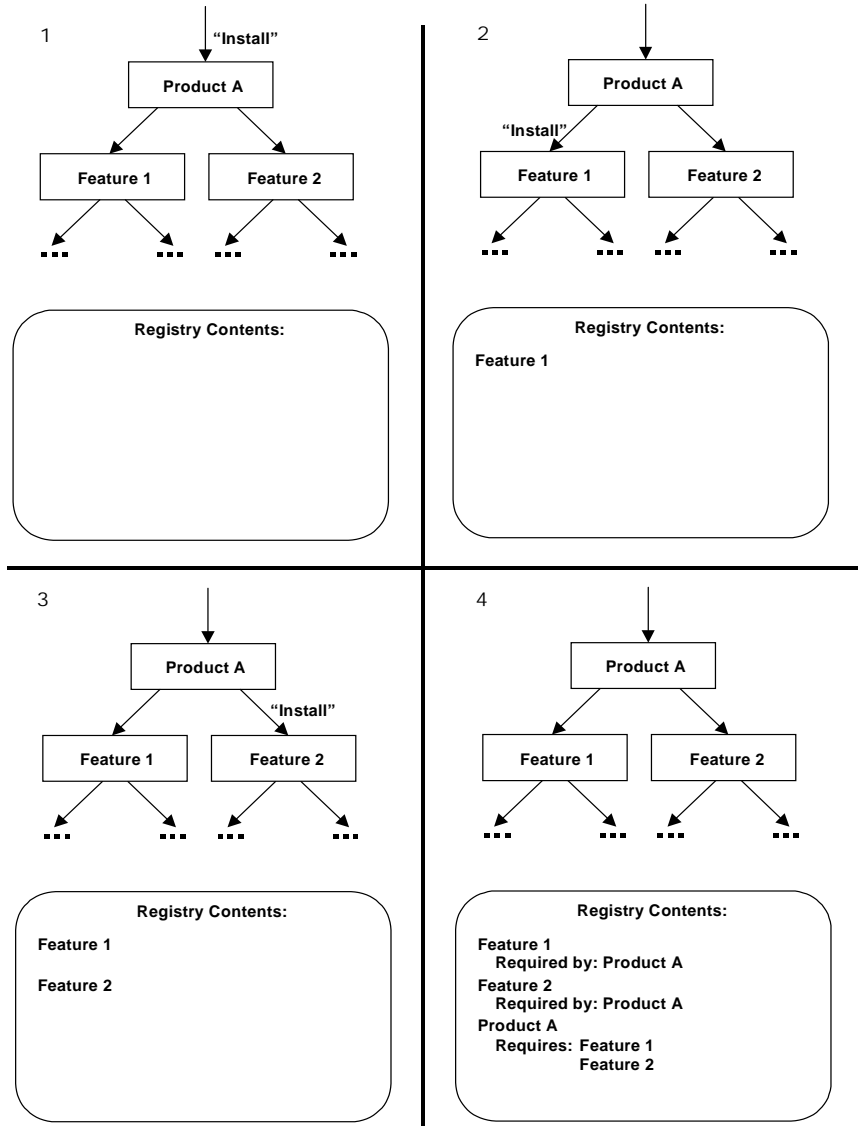 1
“Install”
Product A
Feature 1 Feature 2
Registry Contents:
2
Product A
“Install”
Feature 1 Feature 2
Registry Contents:
Feature 1
3
Product A
“Install”
Feature 1 Feature 2
Registry Contents:
Feature 1
Feature 2
4
Product A
Feature 1 Feature 2
Registry Contents:
Feature 1
Required by: Product A
Feature 2
Required by: Product A
Product A
Requires: Feature 1
Feature 2